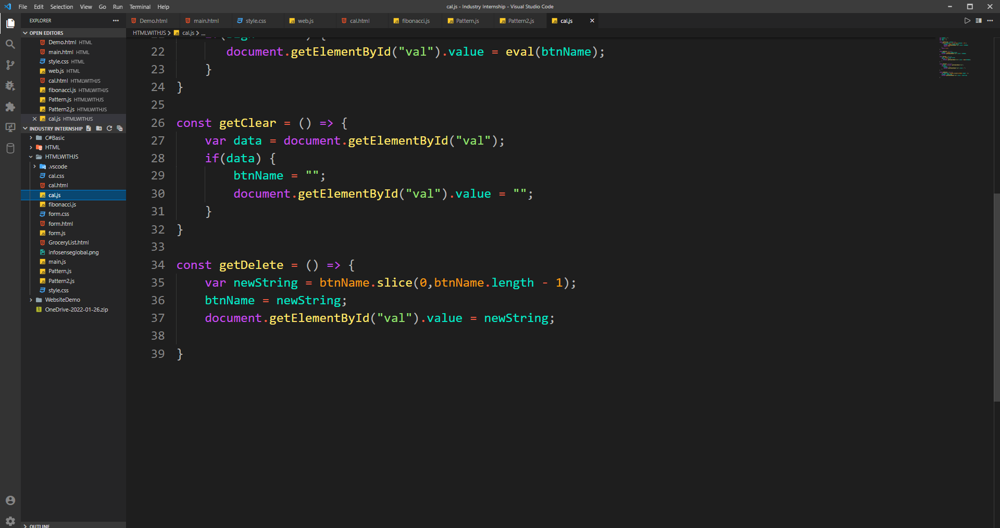 File Edit Selection View Go Run Terminal Help
cal.js - Industry Internship - Visual Studio Code
EXPLORER
Demo.html main.html style.css web.js cal.html fibonacci.js Pattern.js Pattern2.js cal.js
OPEN EDITORS
Demo.html HTML
main.html HTML
style.css HTML
web.js HTML
cal.html HTMLWITHJS
fibonacci.js HTMLWITHJS
Pattern.js HTMLWITHJS
Pattern2.js HTMLWITHJS
cal.js HTMLWITHJS
INDUSTRY INTERNSHIP
C#Basic
HTML
HTMLWITHJS
.vscode
cal.css
cal.html
cal.js
fibonacci.js
form.css
form.html
form.js
GroceryList.html
infosenseglobal.png
main.js
Pattern.js
Pattern2.js
style.css
WebsiteDemo
OneDrive-2022-01-26.zip
OUTLINE
HTMLWITHJS > cal.js > ...
22 document.getElementById("val").value = eval(btnName);
23 }
24 }
25
26 const getClear = () => {
27 var data = document.getElementById("val");
28 if(data) {
29 btnName = "";
30 document.getElementById("val").value = "";
31 }
32 }
33
34 const getDelete = () => {
35 var newString = btnName.slice(0,btnName.length - 1);
36 btnName = newString;
37 document.getElementById("val").value = newString;
38
39 }